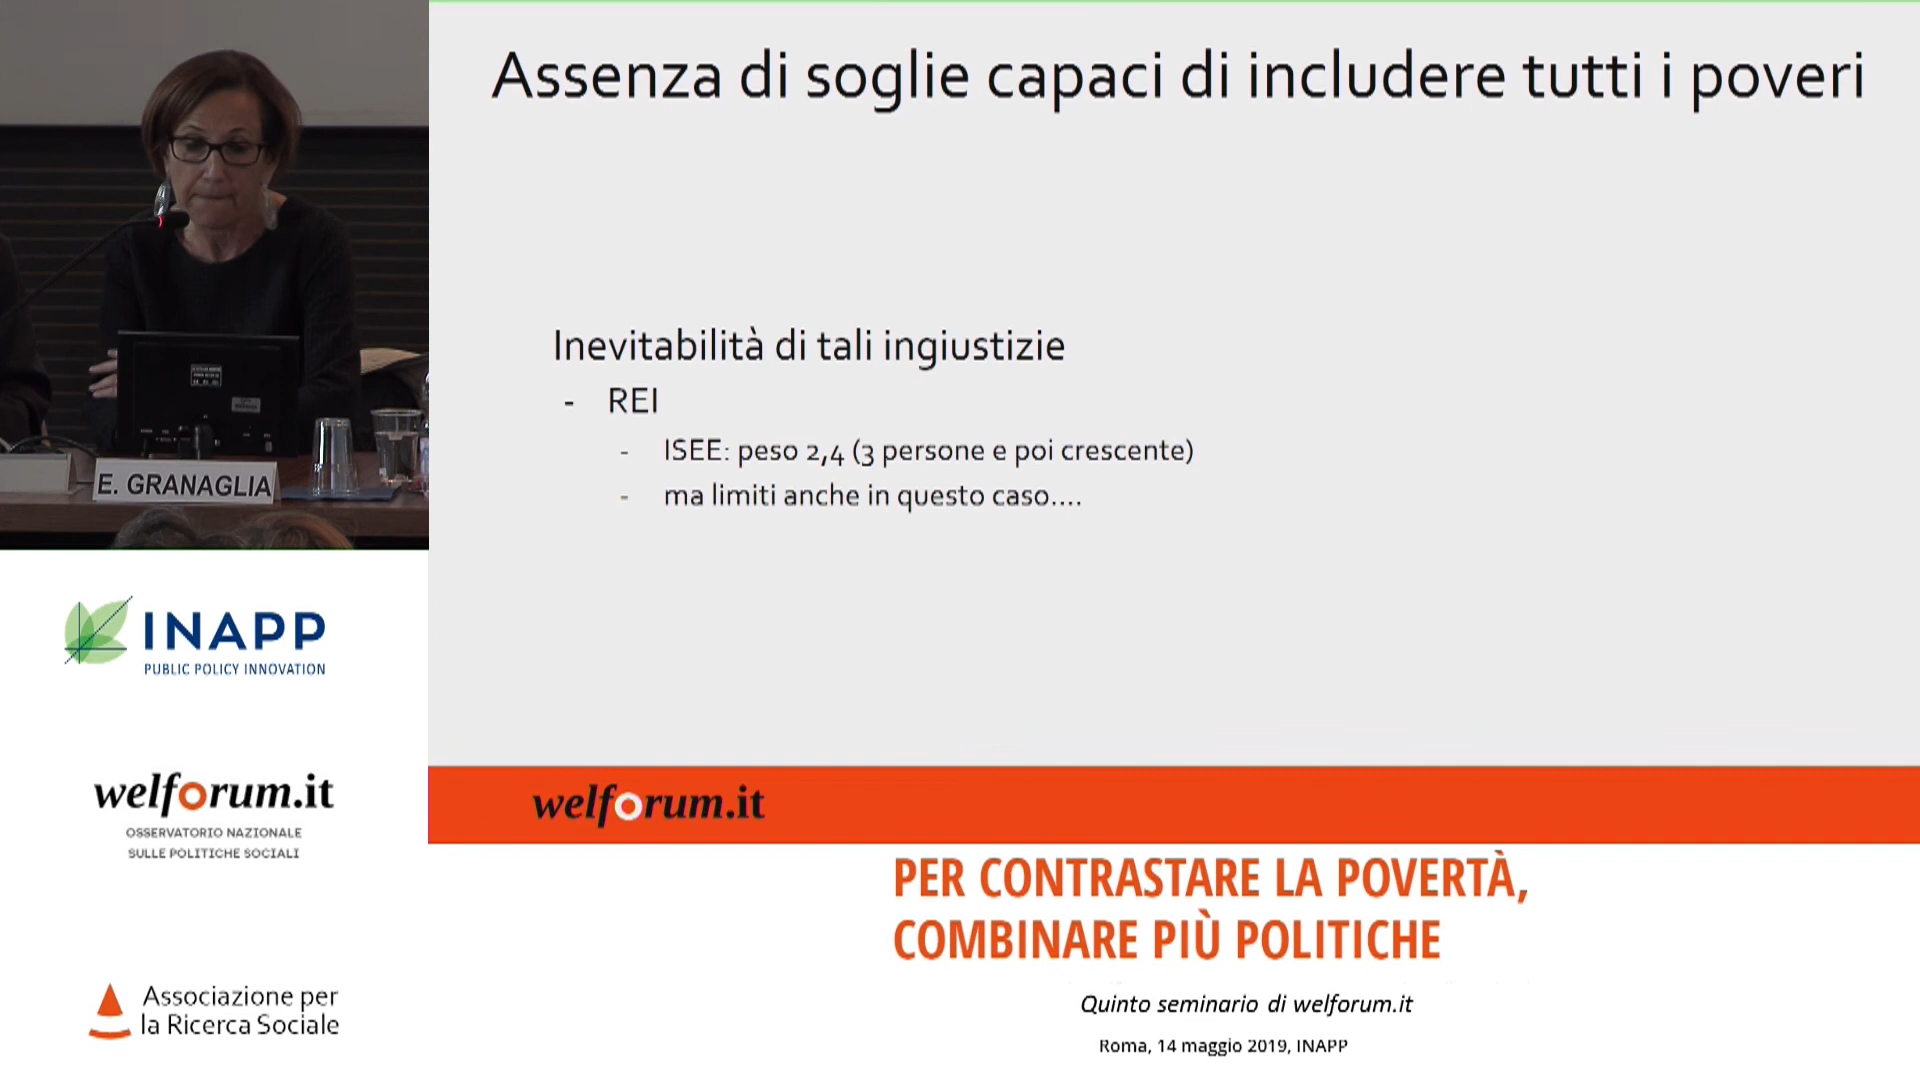 Assenza di soglie capaci di includere tutti i poveri
Inevitabilità di tali ingiustizie
- REI
- ISEE: peso 2,4 (3 persone e poi crescente)
- ma limiti anche in questo caso....
E. GRANAGLIA
INAPP
PUBLIC POLICY INNOVATION
welforum.it
OSSERVATORIO NAZIONALE
SULLE POLITICHE SOCIALI
Associazione per
la Ricerca Sociale
welforum.it
PER CONTRASTARE LA POVERTÀ,
COMBINARE PIÙ POLITICHE
Quinto seminario di welforum.it
Roma, 14 maggio 2019, INAPP